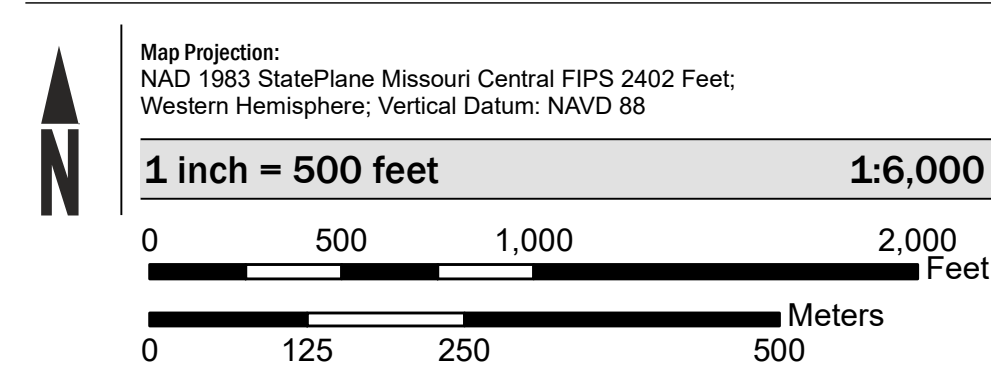 Map Projection:
NAD 1983 StatePlane Missouri Central FIPS 2402 Feet;
Western Hemisphere; Vertical Datum: NAVD 88
N
1 inch = 500 feet 1:6,000
0 500 1,000 2,000
Feet
Meters
0 125 250 500